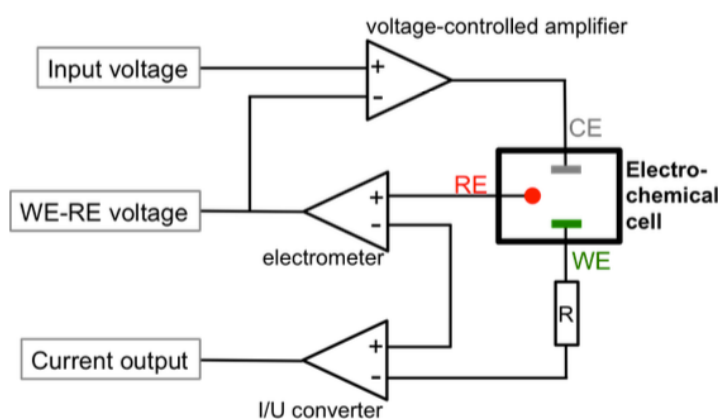 voltage-controlled amplifier
Input voltage
+
-
CE
Electro-
chemical
cell
RE
WE-RE voltage
+
-
electrometer
WE
R
Current output
+
-
I/U converter